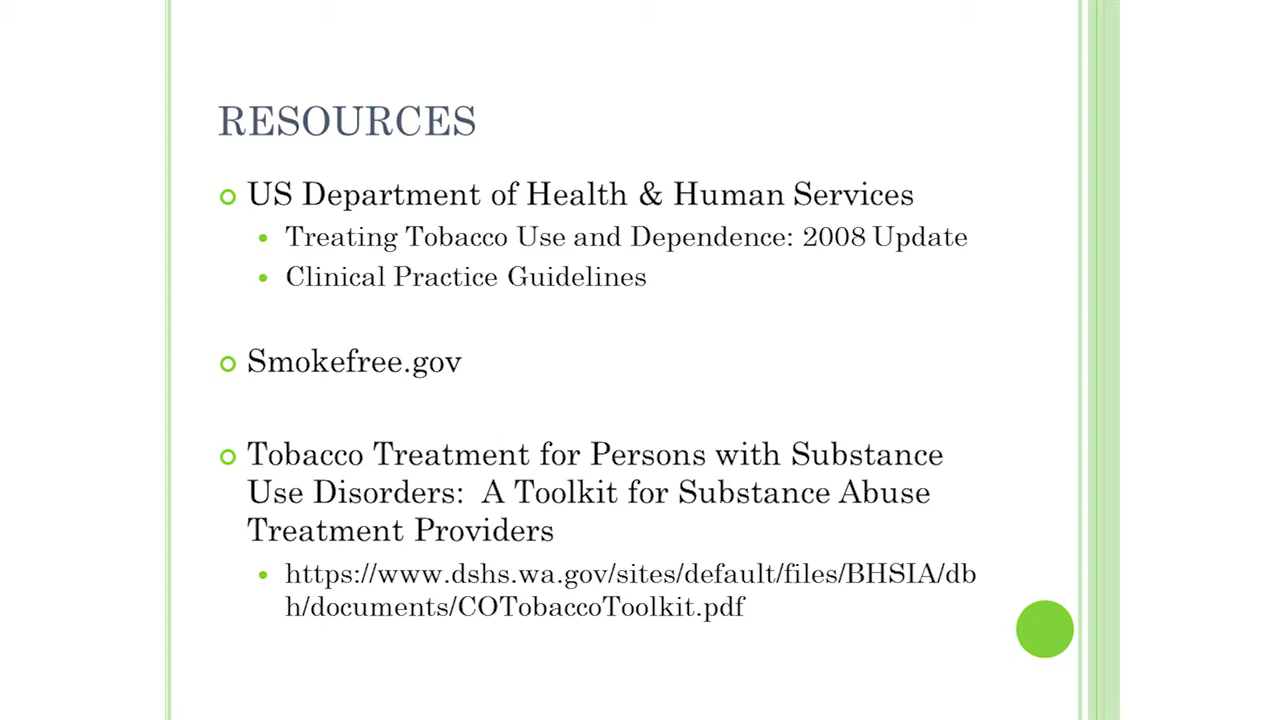 RESOURCES
US Department of Health & Human Services
Treating Tobacco Use and Dependence: 2008 Update
Clinical Practice Guidelines
Smokefree.gov
Tobacco Treatment for Persons with Substance
Use Disorders:  A Toolkit for Substance Abuse
Treatment Providers
https://www.dshs.wa.gov/sites/default/files/BHSIA/db
h/documents/COTobaccoToolkit.pdf